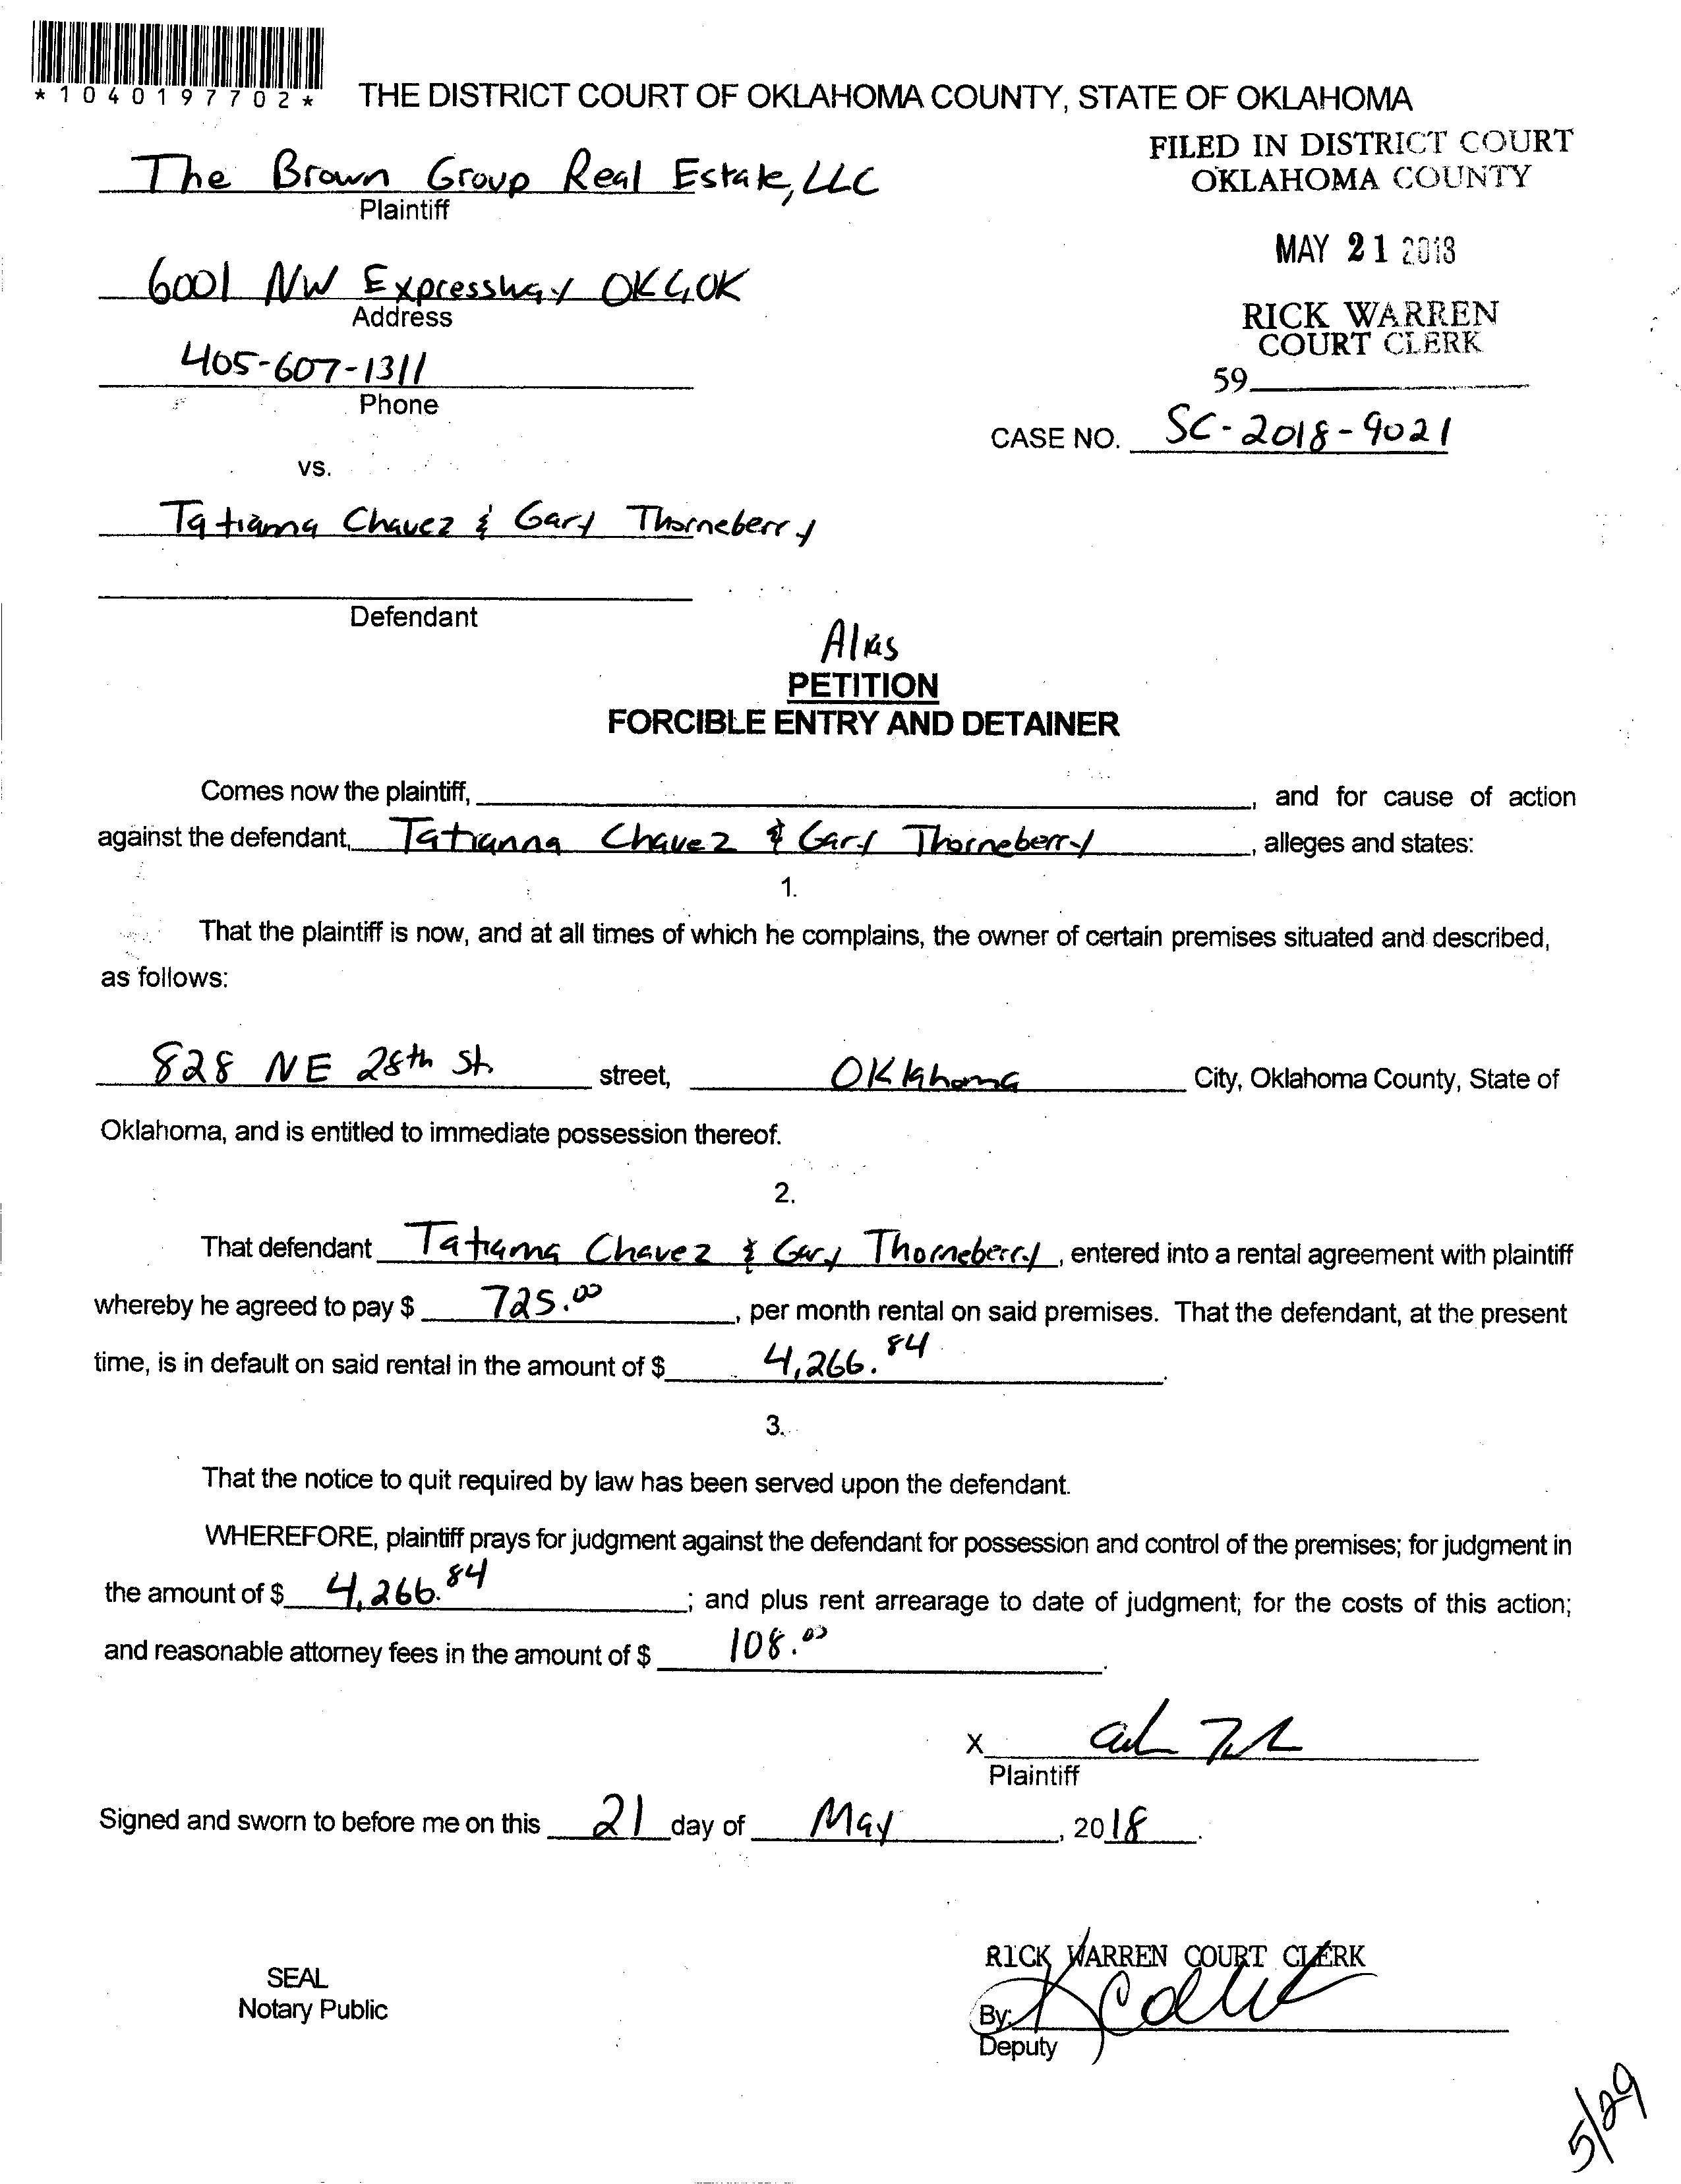 *1040197702*
THE DISTRICT COURT OF OKLAHOMA COUNTY, STATE OF OKLAHOMA
FILED IN DISTRICT COURT
OKLAHOMA COUNTY
The Brown Group Real Estate, LLC
Plaintiff
MAY 21 2018
6001 NW Expressway OKC, OK
Address
RICK WARREN
COURT CLERK
405-607-1311
Phone
59
CASE NO. SC-2018-9021
vs.
Tatianna Chavez & Gary Thorneberry
Defendant
Alias
PETITION
FORCIBLE ENTRY AND DETAINER
Comes now the plaintiff, , and for cause of action
against the defendant, Tatianna Chavez & Gary Thorneberry , alleges and states:
1.
That the plaintiff is now, and at all times of which he complains, the owner of certain premises situated and described,
as follows:
828 NE 28th St. street, Oklahoma City, Oklahoma County, State of
Oklahoma, and is entitled to immediate possession thereof.
2.
That defendant Tatianna Chavez & Gary Thorneberry , entered into a rental agreement with plaintiff
whereby he agreed to pay $ 725.00 , per month rental on said premises. That the defendant, at the present
time, is in default on said rental in the amount of $ 4,266.84 .
3.
That the notice to quit required by law has been served upon the defendant.
WHEREFORE, plaintiff prays for judgment against the defendant for possession and control of the premises; for judgment in
the amount of $ 4,266.84 ; and plus rent arrearage to date of judgment; for the costs of this action;
and reasonable attorney fees in the amount of $ 108.00 .
X
Plaintiff
Signed and sworn to before me on this 21 day of May , 2018 .
RICK WARREN COURT CLERK
SEAL
Notary Public
By:
Deputy
5/29